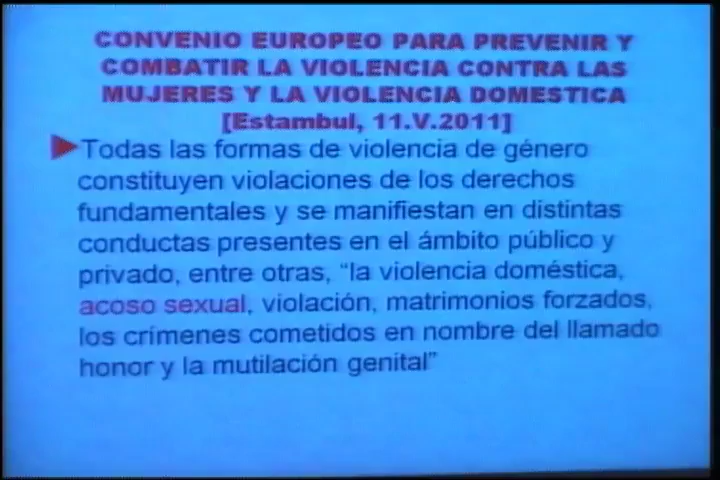 CONVENIO EUROPEO PARA PREVENIR Y
COMBATIR LA VIOLENCIA CONTRA LAS
MUJERES Y LA VIOLENCIA DOMESTICA
[Estambul, 11.V.2011]
Todas las formas de violencia de género
constituyen violaciones de los derechos
fundamentales y se manifiestan en distintas
conductas presentes en el ámbito público y
privado, entre otras, “la violencia doméstica,
acoso sexual, violación, matrimonios forzados,
los crímenes cometidos en nombre del llamado
honor y la mutilación genital”